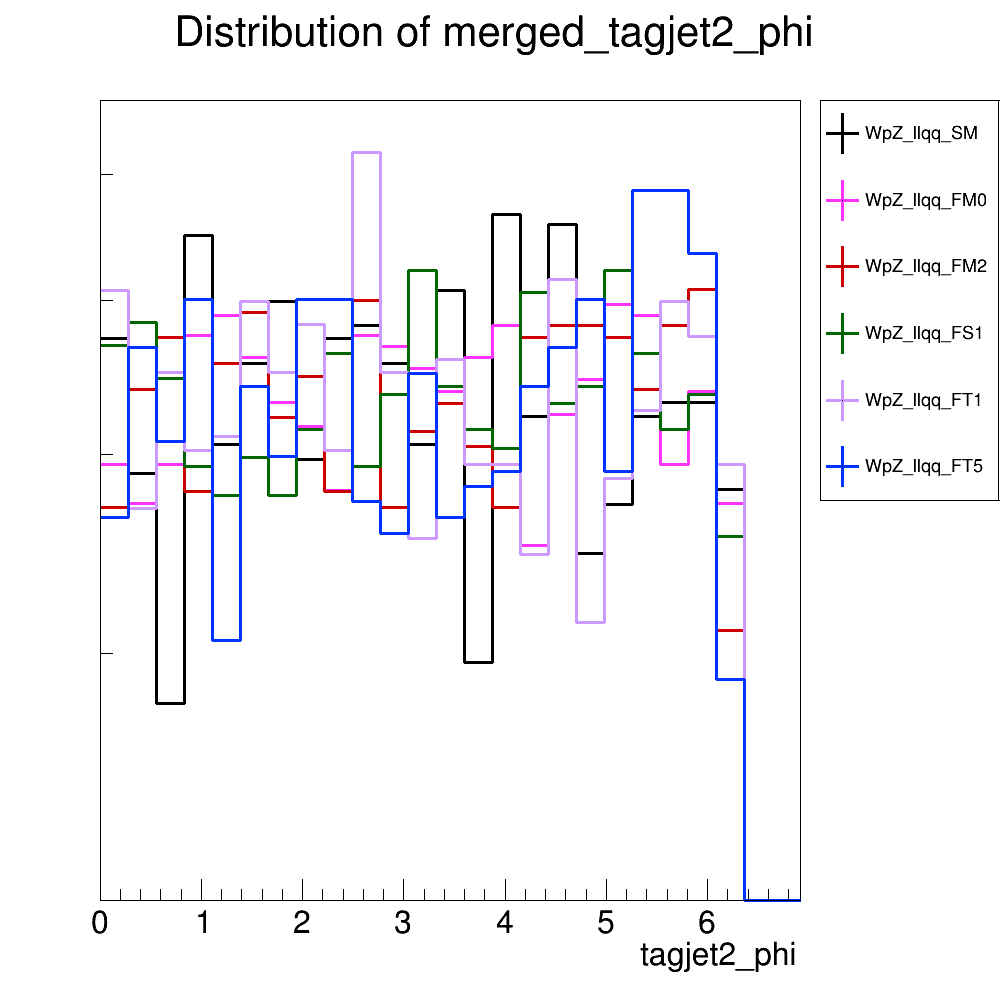 Distribution of merged_tagjet2_phi
WpZ_llqq_SM
WpZ_llqq_FM0
WpZ_llqq_FM2
WpZ_llqq_FS1
WpZ_llqq_FT1
WpZ_llqq_FT5
0 1 2 3 4 5 6
tagjet2_phi